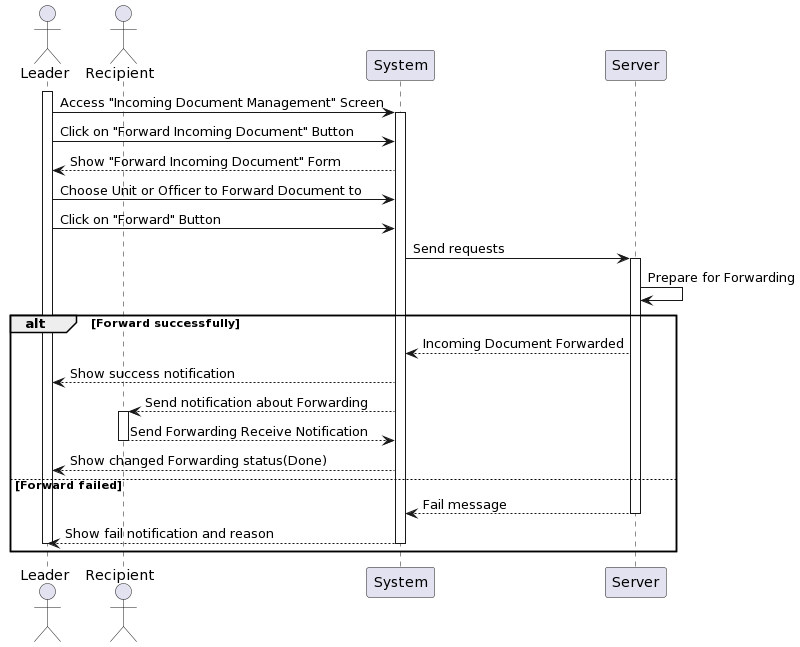 Leader Recipient System Server
Access "Incoming Document Management" Screen
Click on "Forward Incoming Document" Button
Show "Forward Incoming Document" Form
Choose Unit or Officer to Forward Document to
Click on "Forward" Button
Send requests
Prepare for Forwarding
alt [Forward successfully]
Incoming Document Forwarded
Show success notification
Send notification about Forwarding
Send Forwarding Receive Notification
Show changed Forwarding status(Done)
[Forward failed]
Fail message
Show fail notification and reason
Leader Recipient System Server